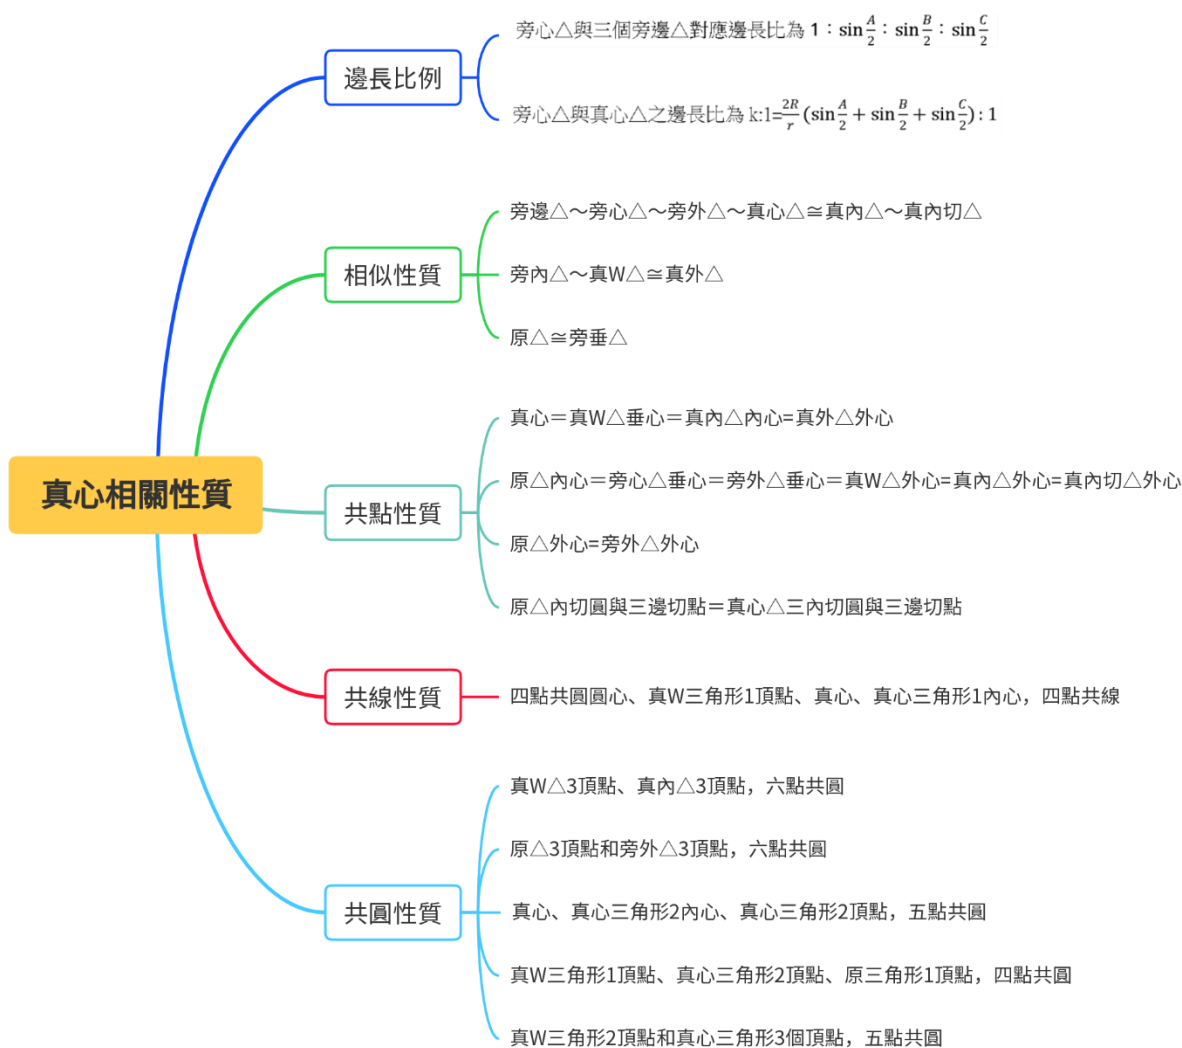 真心相關性質
邊長比例
旁心△與三個旁邊△對應邊長比為 1：sin A/2：sin B/2：sin C/2
旁心△與真心△之邊長比為 k:1=2R/r (sin A/2 + sin B/2 + sin C/2): 1
相似性質
旁邊△～旁心△～旁外△～真心△≅真內△～真內切△
旁內△～真W△≅真外△
原△≅旁垂△
共點性質
真心＝真W△垂心＝真內△內心=真外△外心
原△內心＝旁心△垂心＝旁外△垂心＝真W△外心=真內△外心=真內切△外心
原△外心=旁外△外心
原△內切圓與三邊切點＝真心△三內切圓與三邊切點
共線性質
四點共圓圓心、真W三角形1頂點、真心、真心三角形1內心，四點共線
共圓性質
真W△3頂點、真內△3頂點，六點共圓
原△3頂點和旁外△3頂點，六點共圓
真心、真心三角形2內心、真心三角形2頂點，五點共圓
真W三角形1頂點、真心三角形2頂點、原三角形1頂點，四點共圓
真W三角形2頂點和真心三角形3個頂點，五點共圓